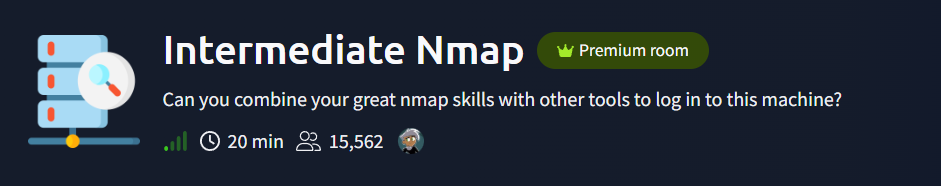 Intermediate Nmap Premium room
Can you combine your great nmap skills with other tools to log in to this machine?
20 min 15,562